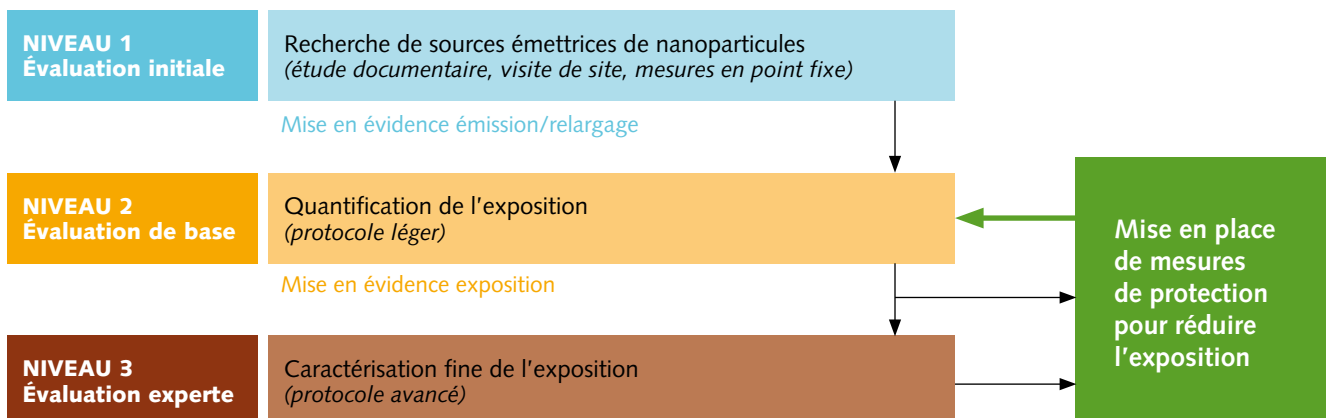 NIVEAU 1
Évaluation initiale
Recherche de sources émettrices de nanoparticules
(étude documentaire, visite de site, mesures en point fixe)
Mise en évidence émission/relargage
NIVEAU 2
Évaluation de base
Quantification de l'exposition
(protocole léger)
Mise en évidence exposition
NIVEAU 3
Évaluation experte
Caractérisation fine de l'exposition
(protocole avancé)
Mise en place
de mesures
de protection
pour réduire
l'exposition